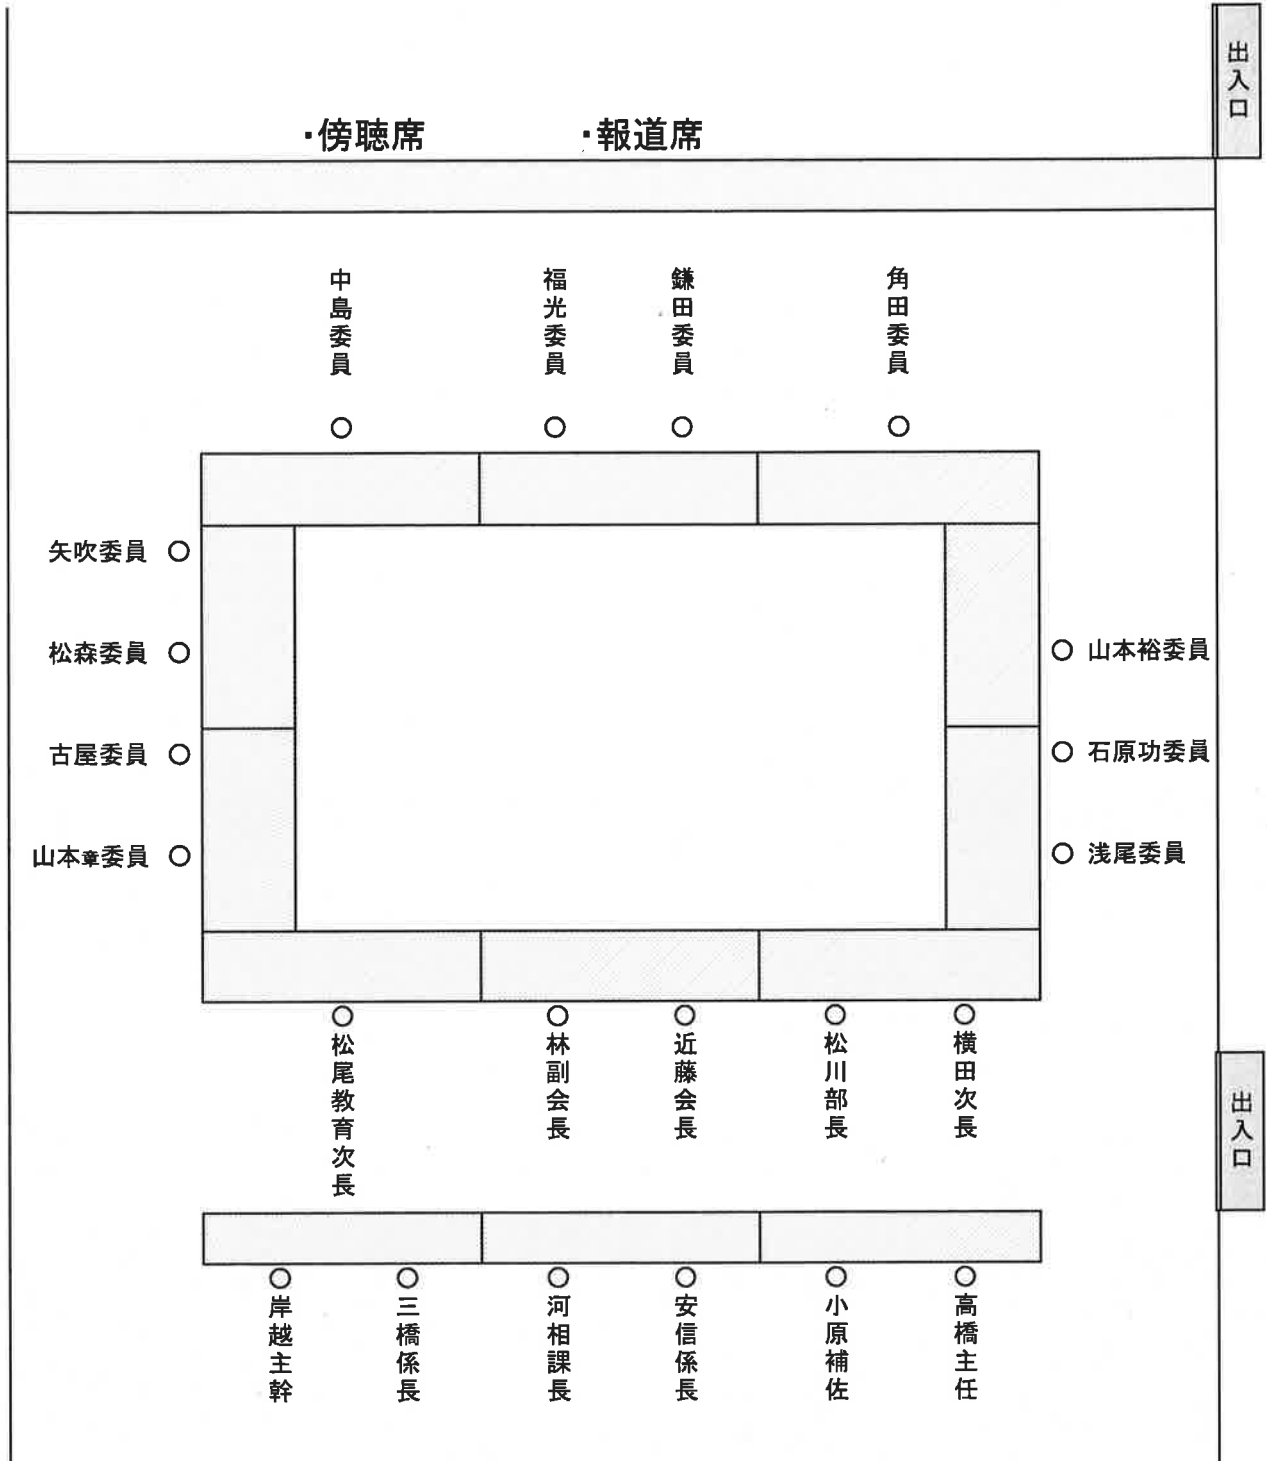 出入口
・傍聴席
・報道席
中島委員
福光委員
鎌田委員
角田委員
矢吹委員
松森委員
古屋委員
山本章委員
山本裕委員
石原功委員
浅尾委員
松尾教育次長
林副会長
近藤会長
松川部長
横田次長
出入口
岸越主幹
三橋係長
河相課長
安信係長
小原補佐
高橋主任